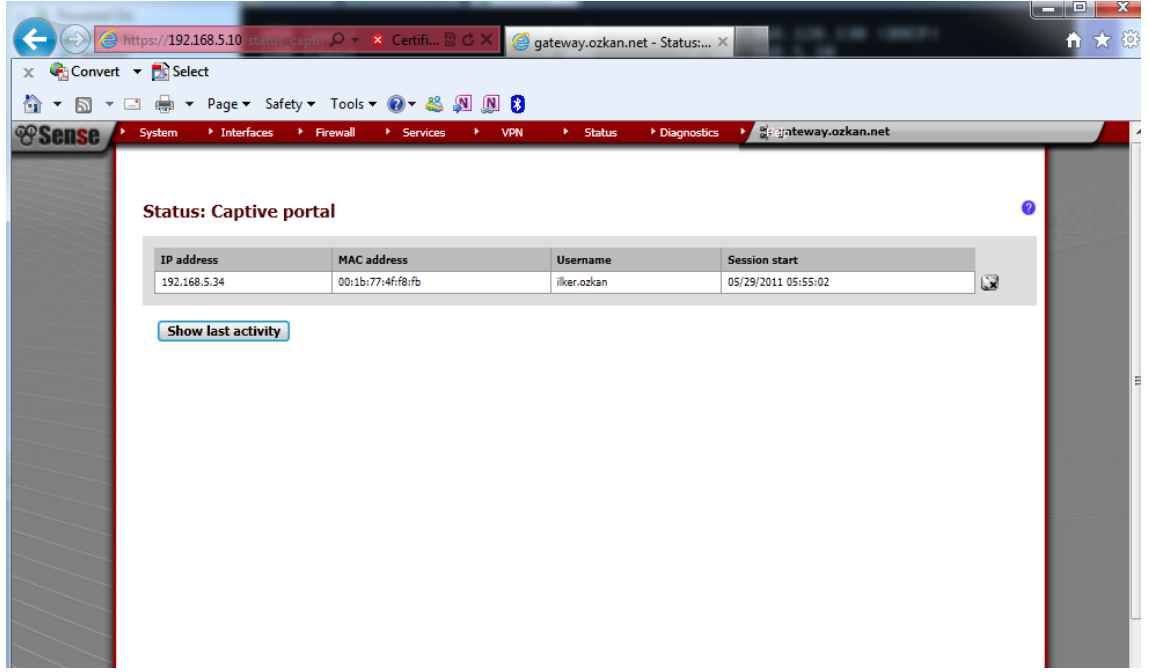 https://192.168.5.10 status_capti Certifi... gateway.ozkan.net - Status:...
x Convert Select
Page Safety Tools
Sense System Interfaces Firewall Services VPN Status Diagnostics gateway.ozkan.net
Status: Captive portal
IP address MAC address Username Session start
192.168.5.34 00:1b:77:4f:f8:fb ilker.ozkan 05/29/2011 05:55:02
Show last activity